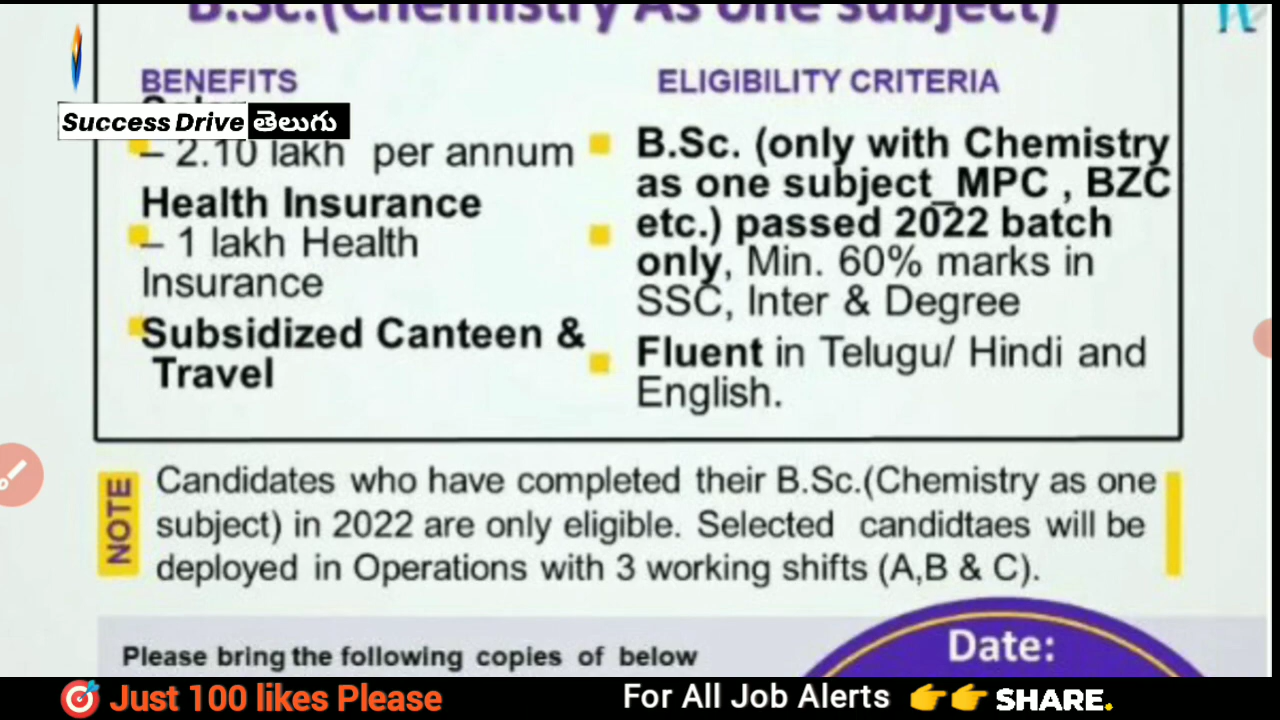 B.Sc.(Chemistry As one subject)
BENEFITS
Success Drive తెలుగు
– 2.10 lakh per annum
Health Insurance
– 1 lakh Health
Insurance
Subsidized Canteen &
Travel
ELIGIBILITY CRITERIA
B.Sc. (only with Chemistry
as one subject_MPC , BZC
etc.) passed 2022 batch
only, Min. 60% marks in
SSC, Inter & Degree
Fluent in Telugu/ Hindi and
English.
NOTE
Candidates who have completed their B.Sc.(Chemistry as one
subject) in 2022 are only eligible. Selected candidtaes will be
deployed in Operations with 3 working shifts (A,B & C).
Please bring the following copies of below
Date:
Just 100 likes Please
For All Job Alerts 👉👉 SHARE.